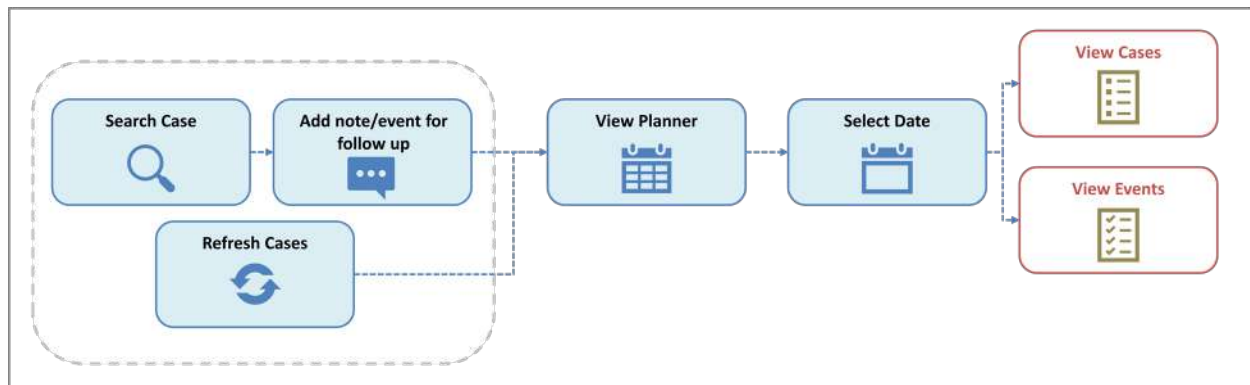 Search Case
Add note/event for
follow up
Refresh Cases
View Planner
Select Date
View Cases
View Events